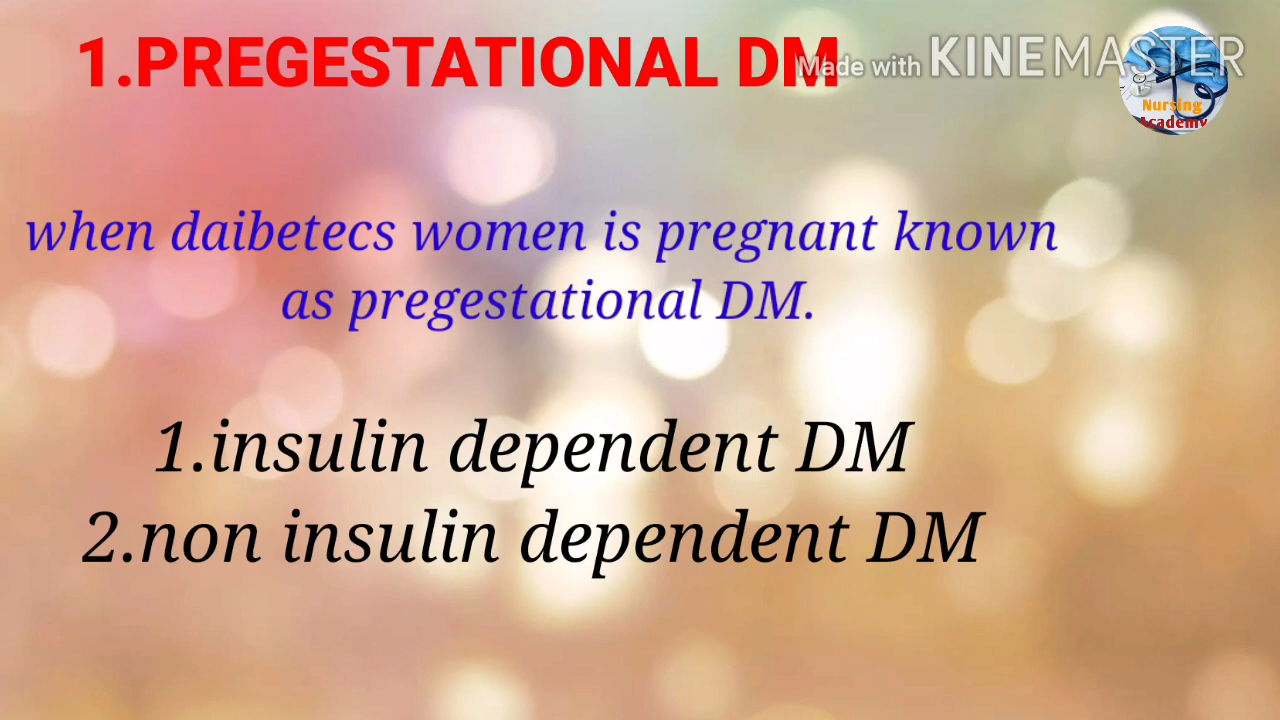 1.PREGESTATIONAL DM
Made with KINEMASTER
Nursing
Academy
when daibetecs women is pregnant known
as pregestational DM.
1.insulin dependent DM
2.non insulin dependent DM